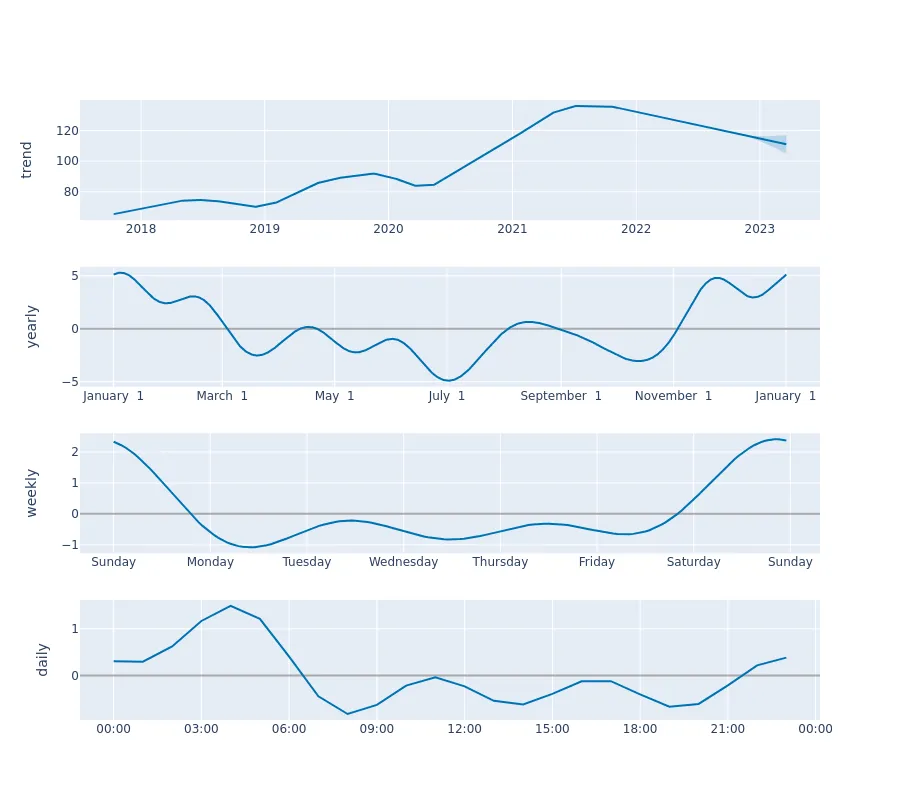 trend
120
100
80
2018 2019 2020 2021 2022 2023
yearly
5
0
−5
January 1 March 1 May 1 July 1 September 1 November 1 January 1
weekly
2
1
0
−1
Sunday Monday Tuesday Wednesday Thursday Friday Saturday Sunday
daily
1
0
00:00 03:00 06:00 09:00 12:00 15:00 18:00 21:00 00:00